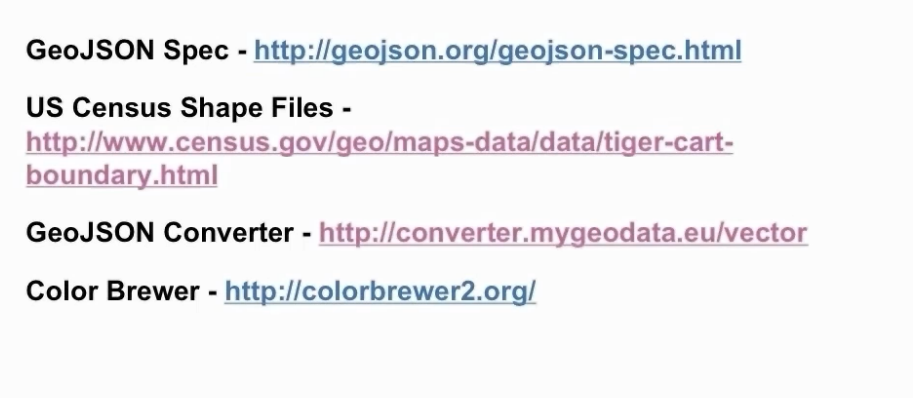 GeoJSON Spec - http://geojson.org/geojson-spec.html
US Census Shape Files -
http://www.census.gov/geo/maps-data/data/tiger-cart-
boundary.html
GeoJSON Converter - http://converter.mygeodata.eu/vector
Color Brewer - http://colorbrewer2.org/